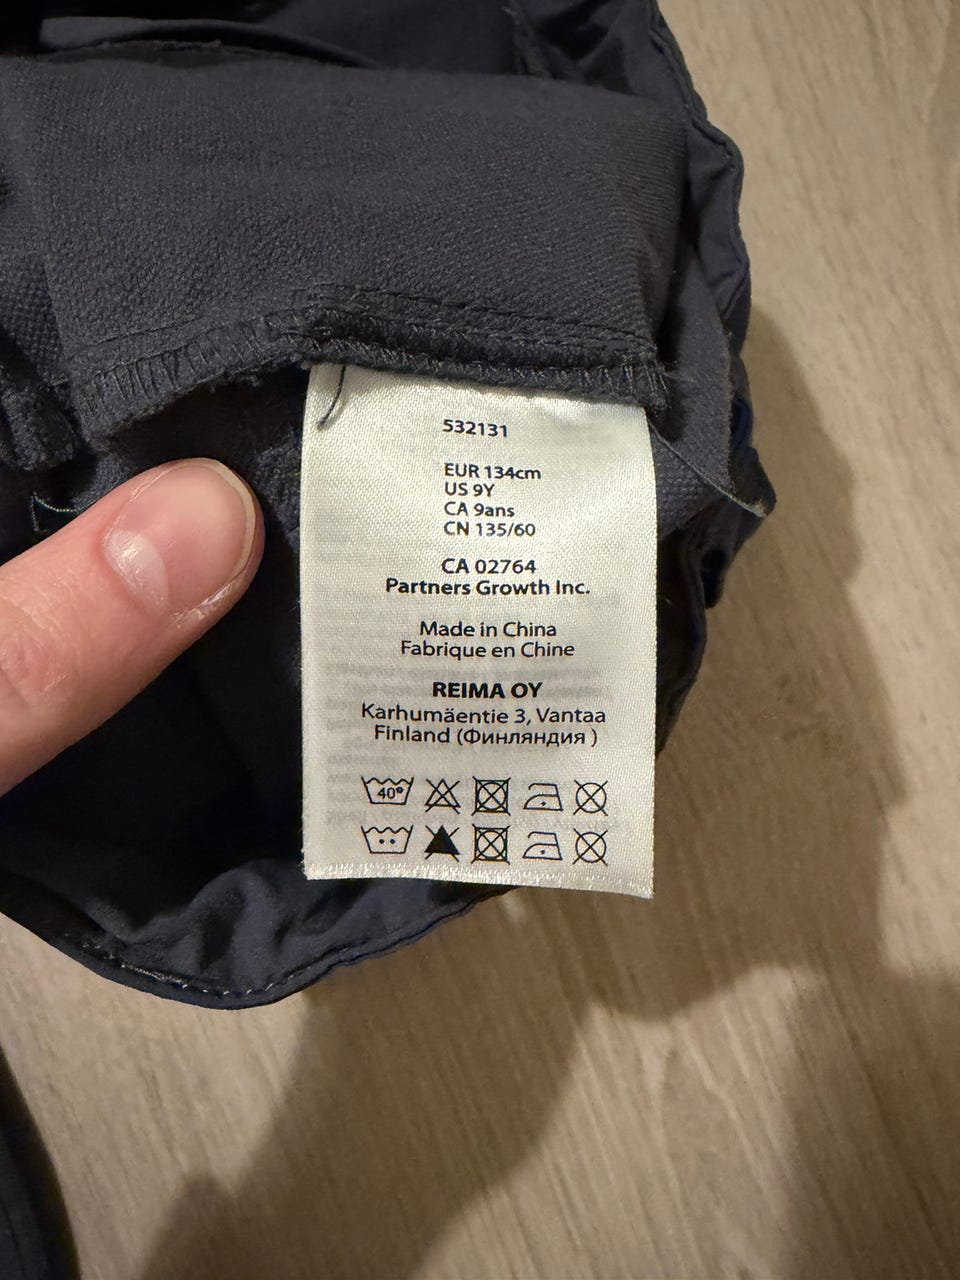 532131
EUR 134cm
US 9Y
CA 9ans
CN 135/60
CA 02764
Partners Growth Inc.
Made in China
Fabrique en Chine
REIMA OY
Karhumäentie 3, Vantaa
Finland (Финляндия )
40°